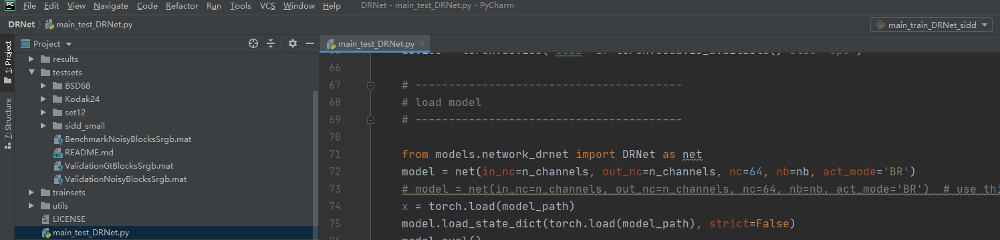 PC File Edit View Navigate Code Refactor Run Tools VCS Window Help DRNet - main_test_DRNet.py - PyCharm
DRNet main_test_DRNet.py main_train_DRNet_sidd
1: Project
7: Structure
Project
results
testsets
BSD68
Kodak24
set12
sidd_small
BenchmarkNoisyBlocksSrgb.mat
README.md
ValidationGtBlocksSrgb.mat
ValidationNoisyBlocksSrgb.mat
trainsets
utils
LICENSE
main_test_DRNet.py
main_test_DRNet.py
66
67 # ----------------------------------------
68 # load model
69 # ----------------------------------------
70
71 from models.network_drnet import DRNet as net
72 model = net(in_nc=n_channels, out_nc=n_channels, nc=64, nb=nb, act_mode='BR')
73 # model = net(in_nc=n_channels, out_nc=n_channels, nc=64, nb=nb, act_mode='BR') # use thi
74 x = torch.load(model_path)
75 model.load_state_dict(torch.load(model_path), strict=False)